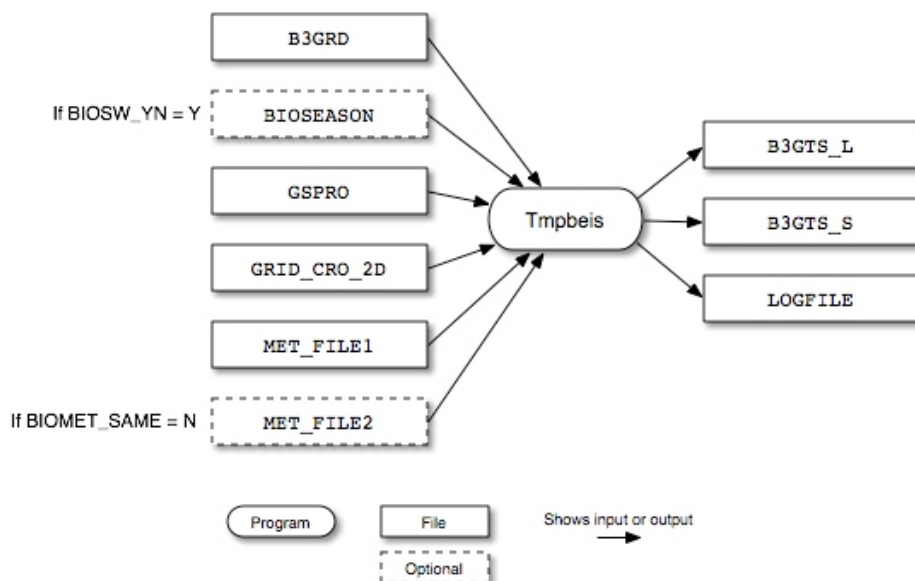 B3GRD
If BIOSW_YN = Y
BIOSEASON
GSPRO
GRID_CRO_2D
MET_FILE1
If BIOMET_SAME = N
MET_FILE2
Tmpbeis
B3GTS_L
B3GTS_S
LOGFILE
Program
File
Shows input or output
Optional